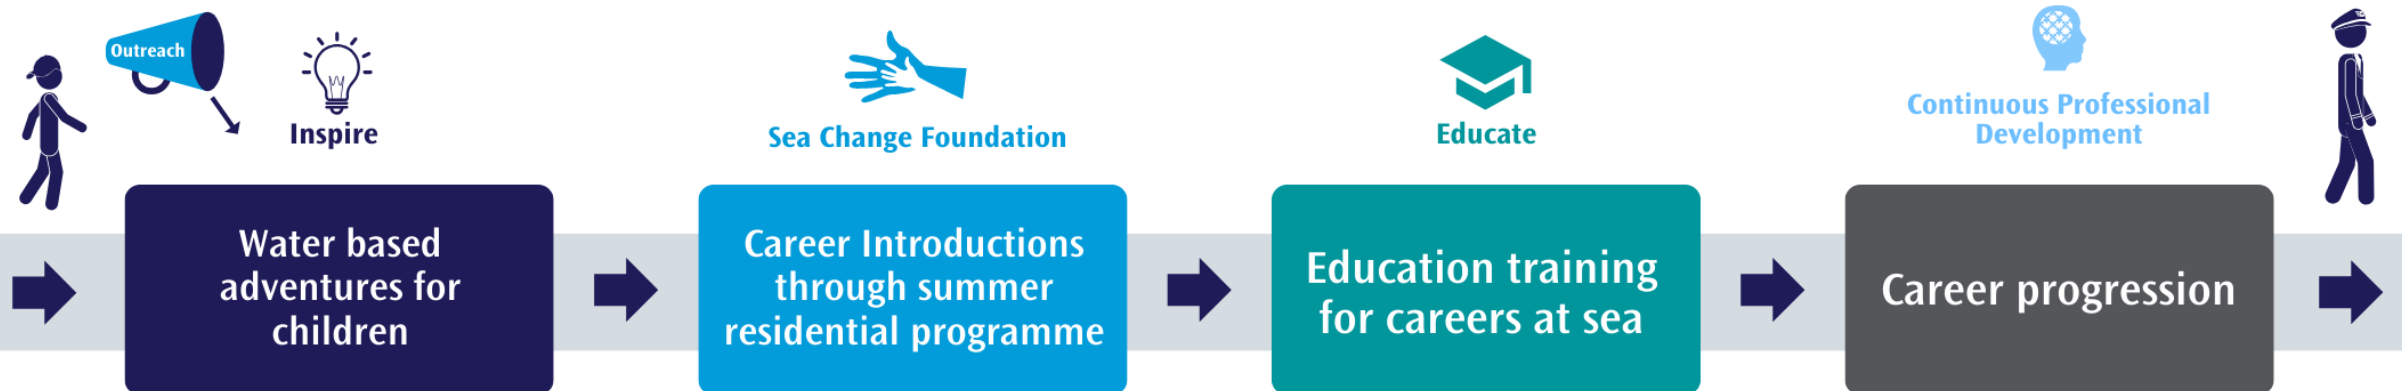 Outreach
Inspire
Sea Change Foundation
Educate
Continuous Professional
Development
Water based
adventures for
children
Career Introductions
through summer
residential programme
Education training
for careers at sea
Career progression